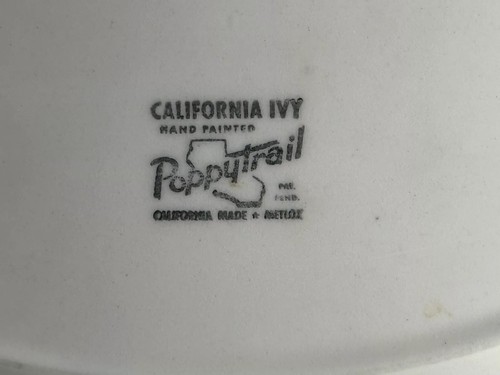 CALIFORNIA IVY
HAND PAINTED
Poppytrail
PAT.
PEND.
CALIFORNIA MADE ★ METLOX